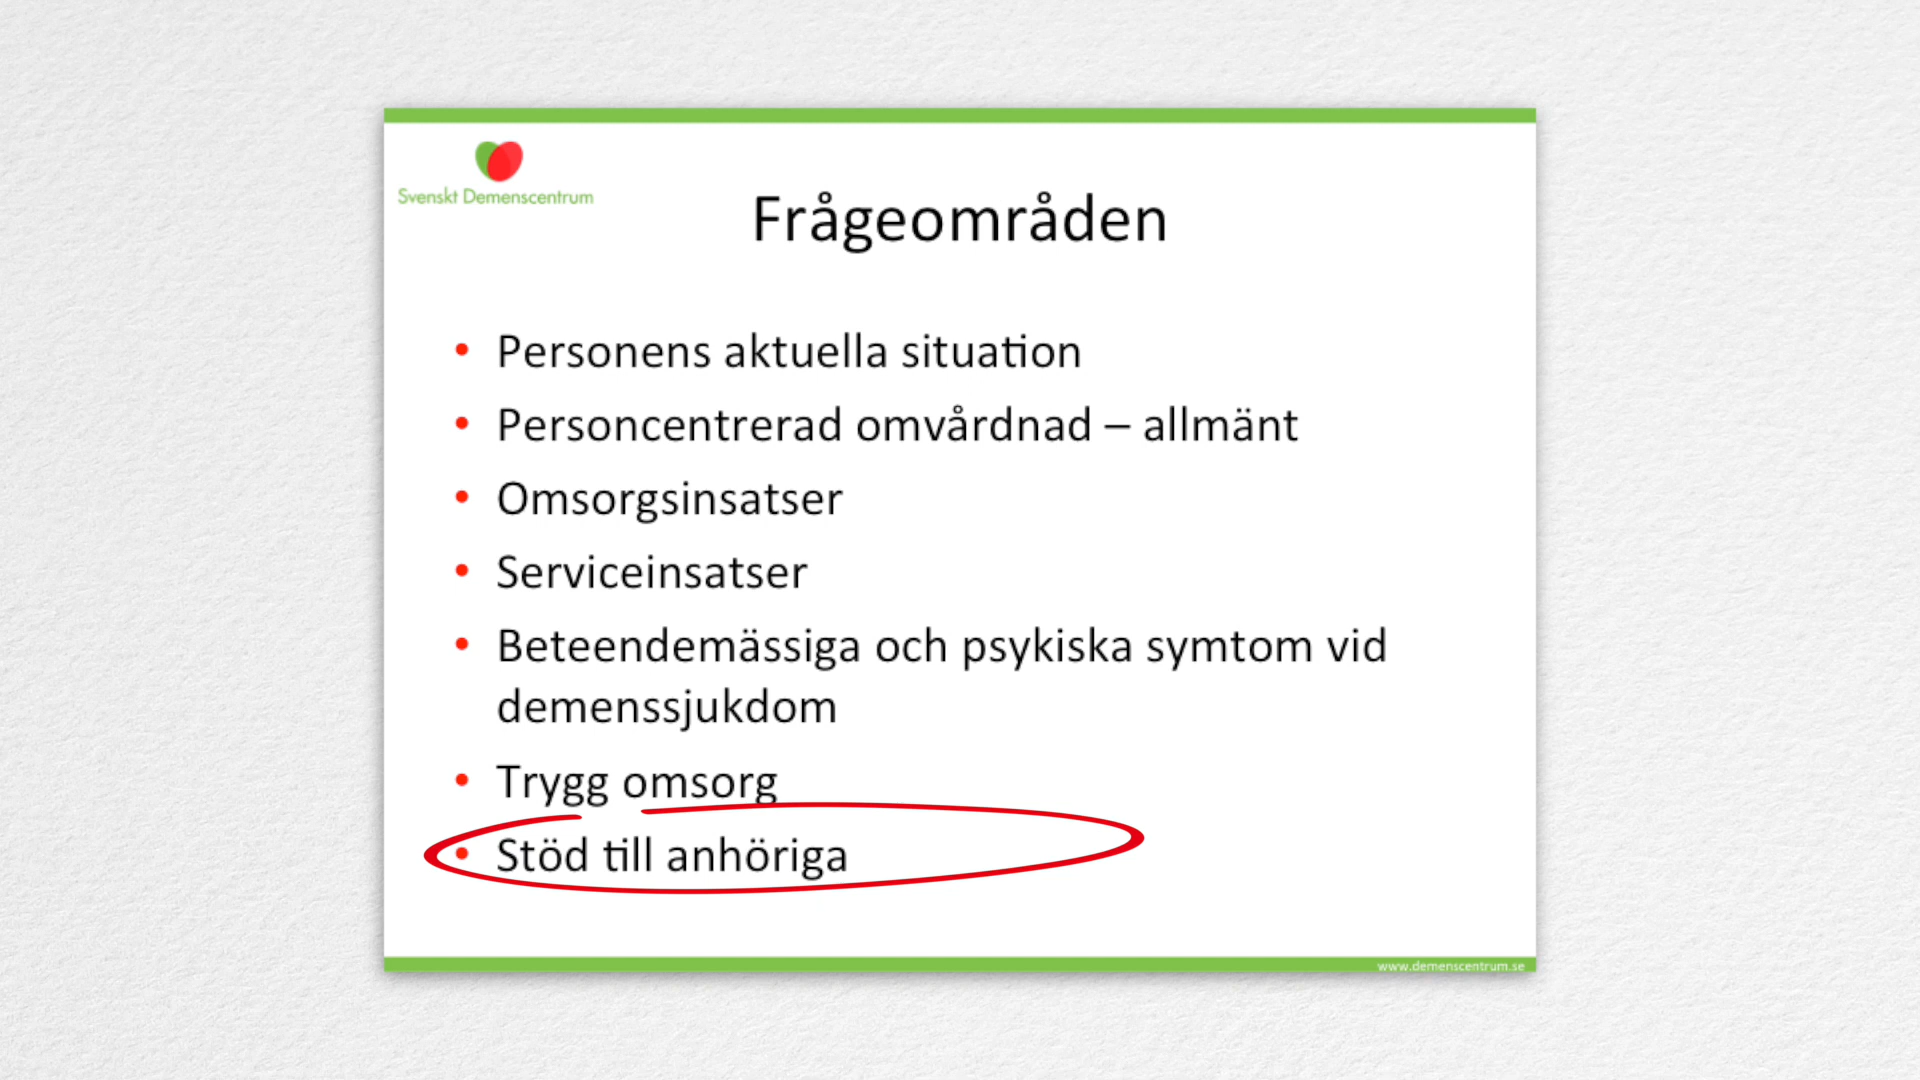 Svenskt Demenscentrum
Frågeområden
• Personens aktuella situation
• Personcentrerad omvårdnad – allmänt
• Omsorgsinsatser
• Serviceinsatser
• Beteendemässiga och psykiska symtom vid
demenssjukdom
• Trygg omsorg
• Stöd till anhöriga
www.demenscentrum.se